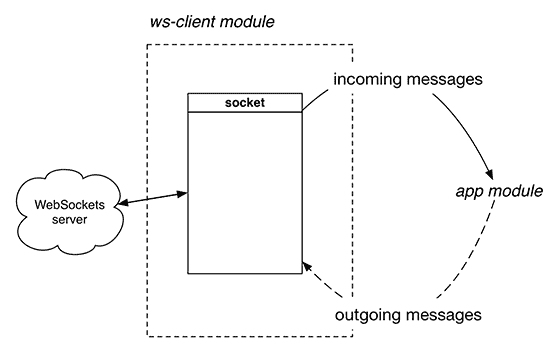 ws-client module
incoming messages
socket
app module
WebSockets
server
outgoing messages